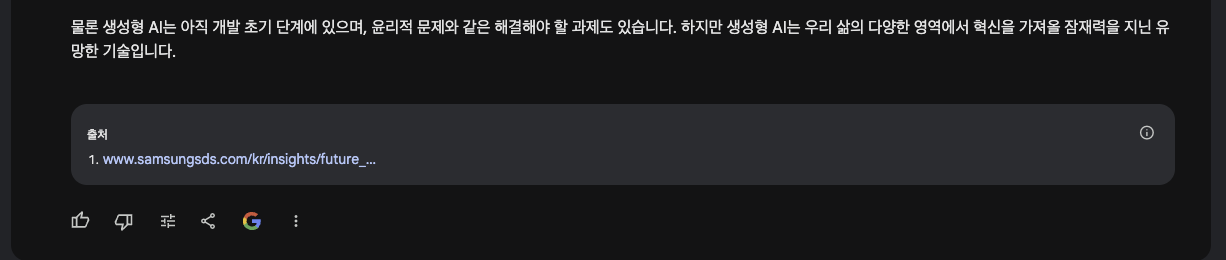 물론 생성형 AI는 아직 개발 초기 단계에 있으며, 윤리적 문제와 같은 해결해야 할 과제도 있습니다. 하지만 생성형 AI는 우리 삶의 다양한 영역에서 혁신을 가져올 잠재력을 지닌 유
망한 기술입니다.
출처
1. www.samsungsds.com/kr/insights/future_...